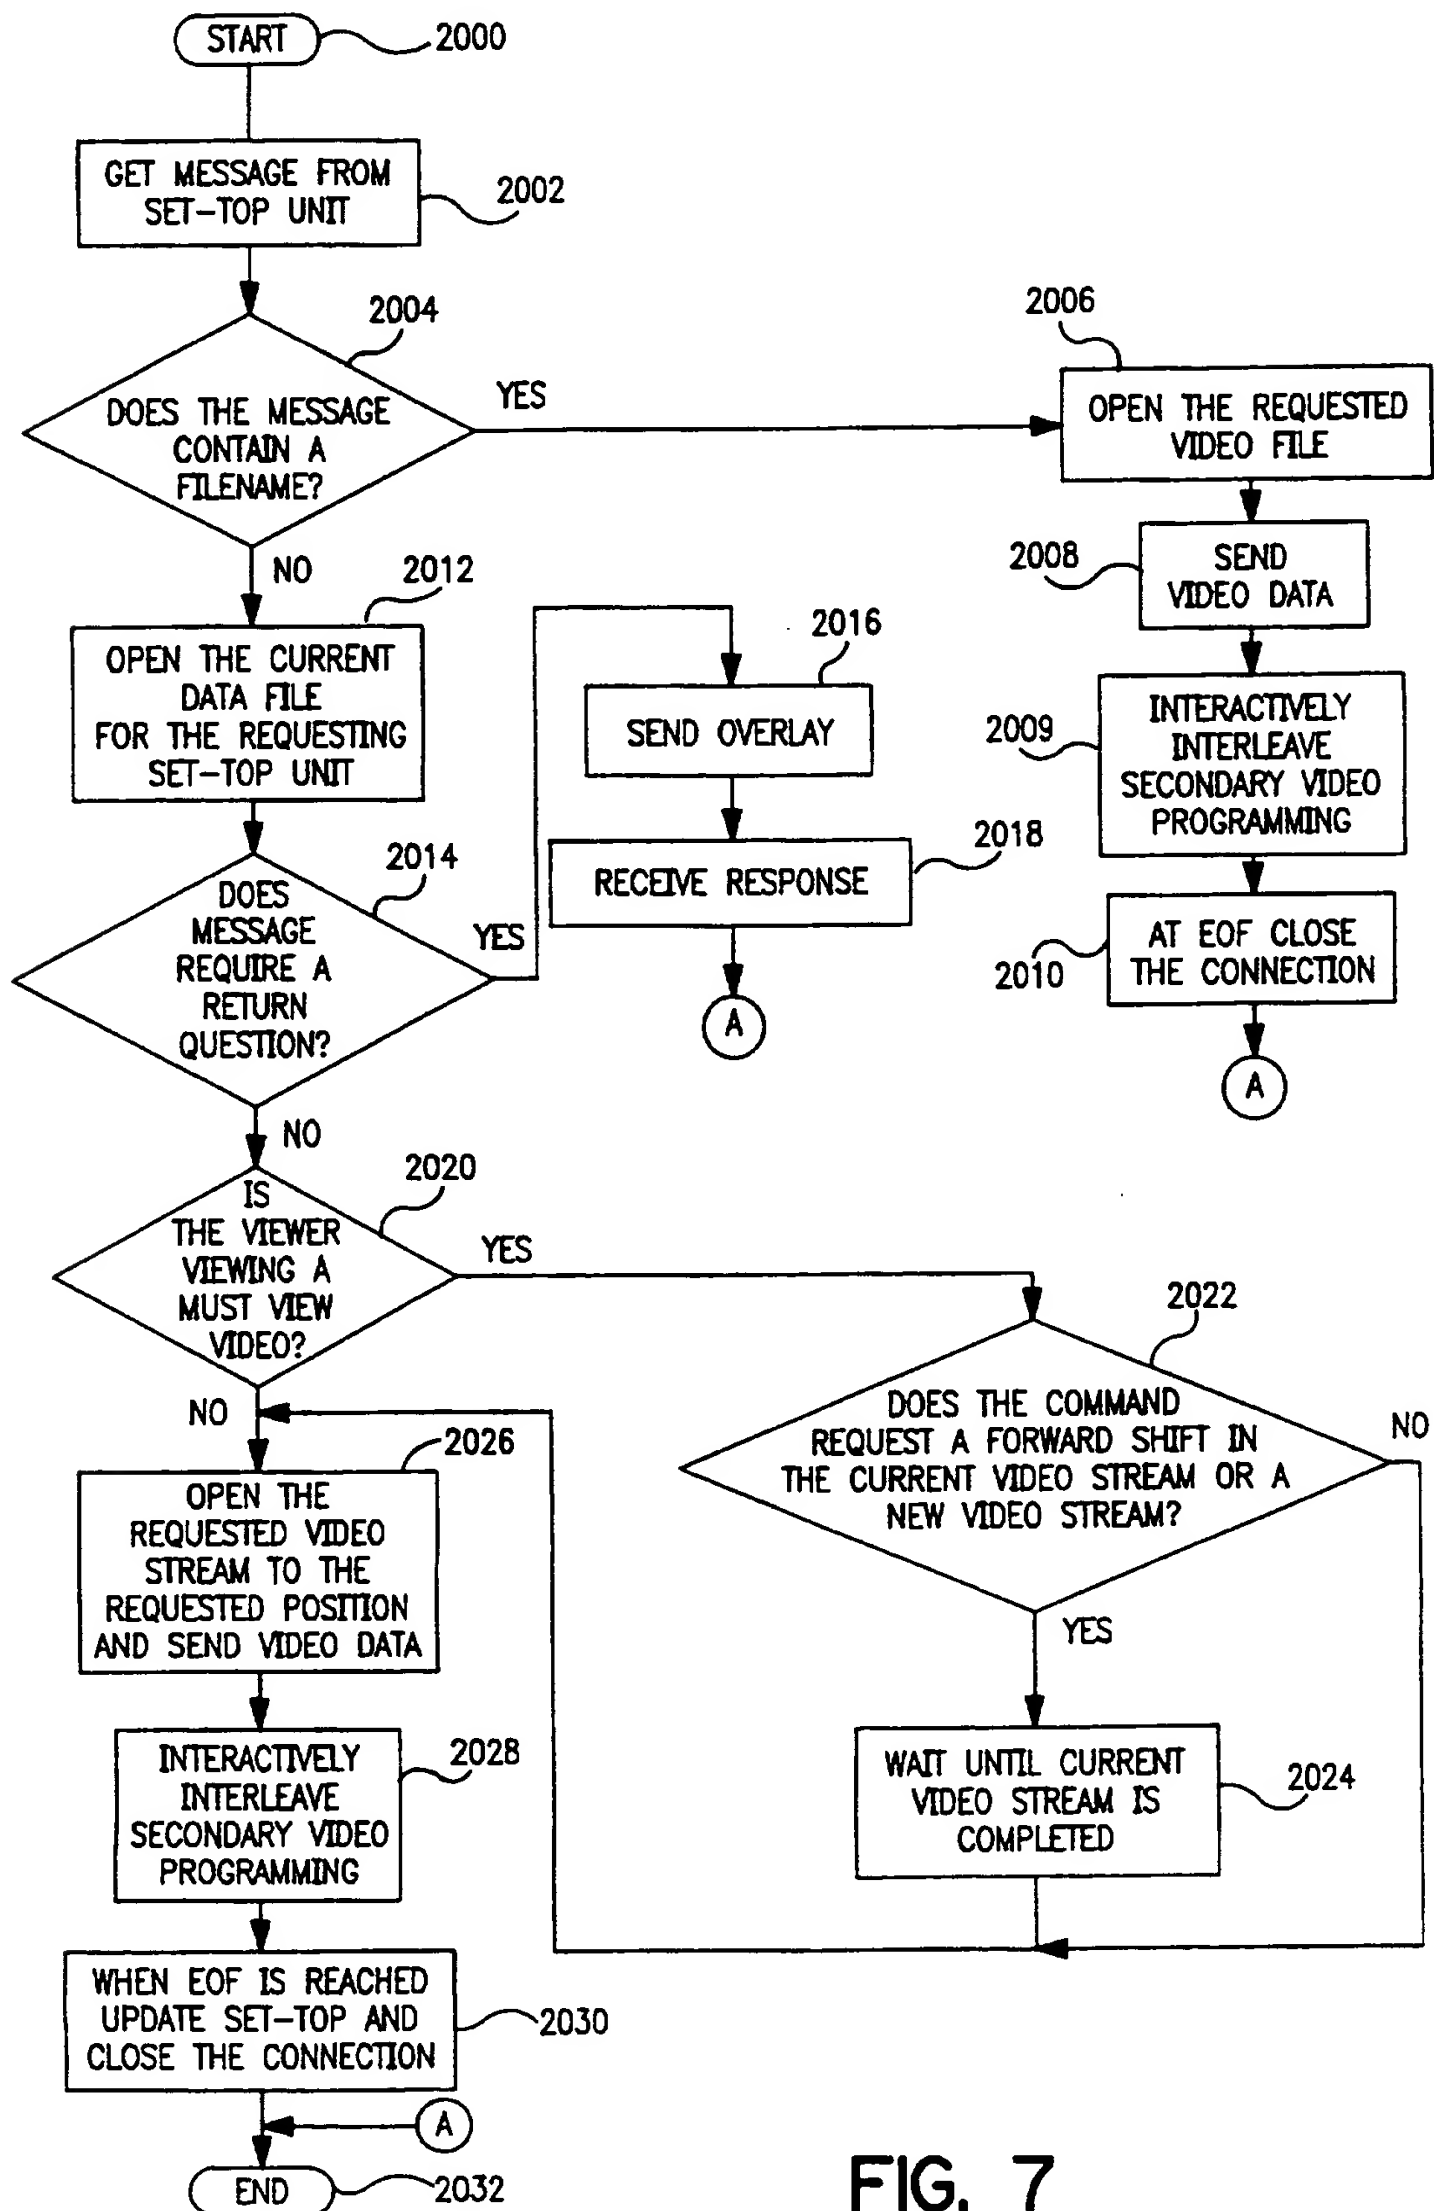 START
2000
GET MESSAGE FROM
SET-TOP UNIT
2002
2004
DOES THE MESSAGE
CONTAIN A
FILENAME?
YES
NO
2006
OPEN THE REQUESTED
VIDEO FILE
2008
SEND
VIDEO DATA
2009
INTERACTIVELY
INTERLEAVE
SECONDARY VIDEO
PROGRAMMING
2010
AT EOF CLOSE
THE CONNECTION
A
2012
OPEN THE CURRENT
DATA FILE
FOR THE REQUESTING
SET-TOP UNIT
2014
DOES
MESSAGE
REQUIRE A
RETURN
QUESTION?
YES
NO
2016
SEND OVERLAY
2018
RECEIVE RESPONSE
A
2020
IS
THE VIEWER
VIEWING A
MUST VIEW
VIDEO?
YES
NO
2022
DOES THE COMMAND
REQUEST A FORWARD SHIFT IN
THE CURRENT VIDEO STREAM OR A
NEW VIDEO STREAM?
NO
YES
2024
WAIT UNTIL CURRENT
VIDEO STREAM IS
COMPLETED
2026
OPEN THE
REQUESTED VIDEO
STREAM TO THE
REQUESTED POSITION
AND SEND VIDEO DATA
2028
INTERACTIVELY
INTERLEAVE
SECONDARY VIDEO
PROGRAMMING
WHEN EOF IS REACHED
UPDATE SET-TOP AND
CLOSE THE CONNECTION
2030
A
END
2032
FIG. 7